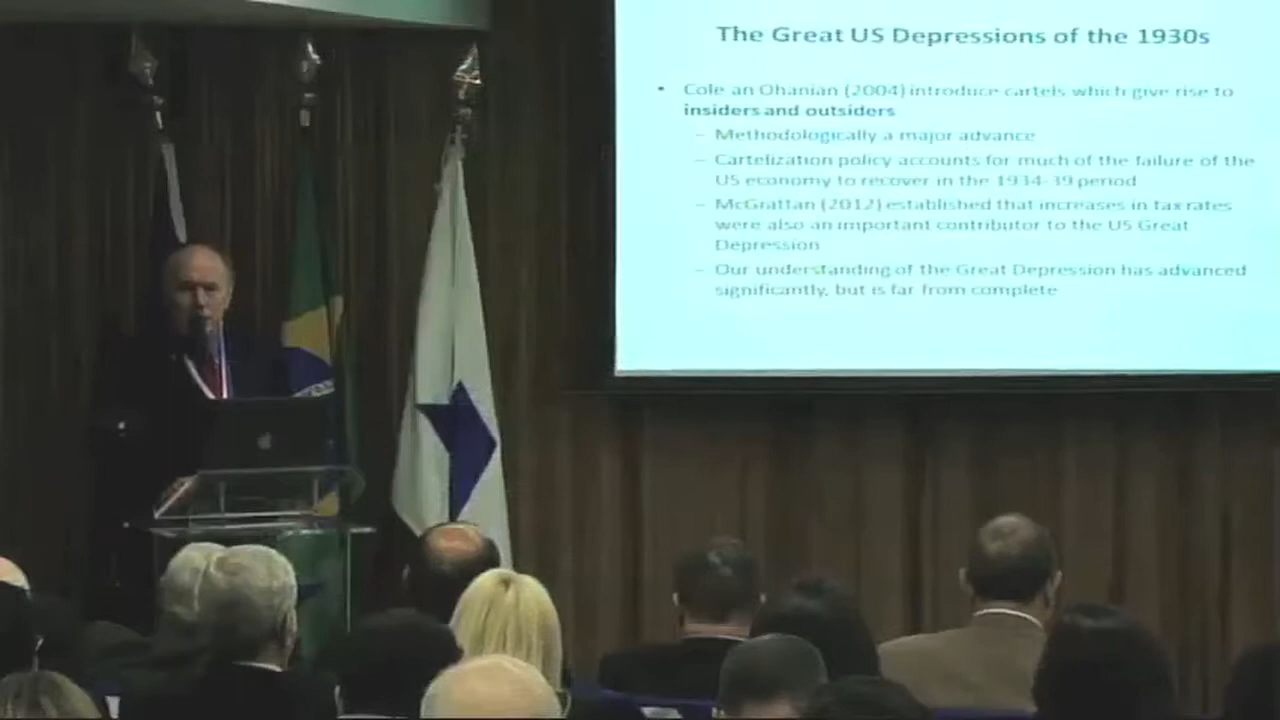 The Great US Depressions of the 1930s
• Cole an Ohanian (2004) introduce cartels which give rise to
insiders and outsiders
– Methodologically a major advance
– Cartelization policy accounts for much of the failure of the
US economy to recover in the 1934-39 period
– McGrattan (2012) established that increases in tax rates
were also an important contributor to the US Great
Depression
– Our understanding of the Great Depression has advanced
significantly, but is far from complete